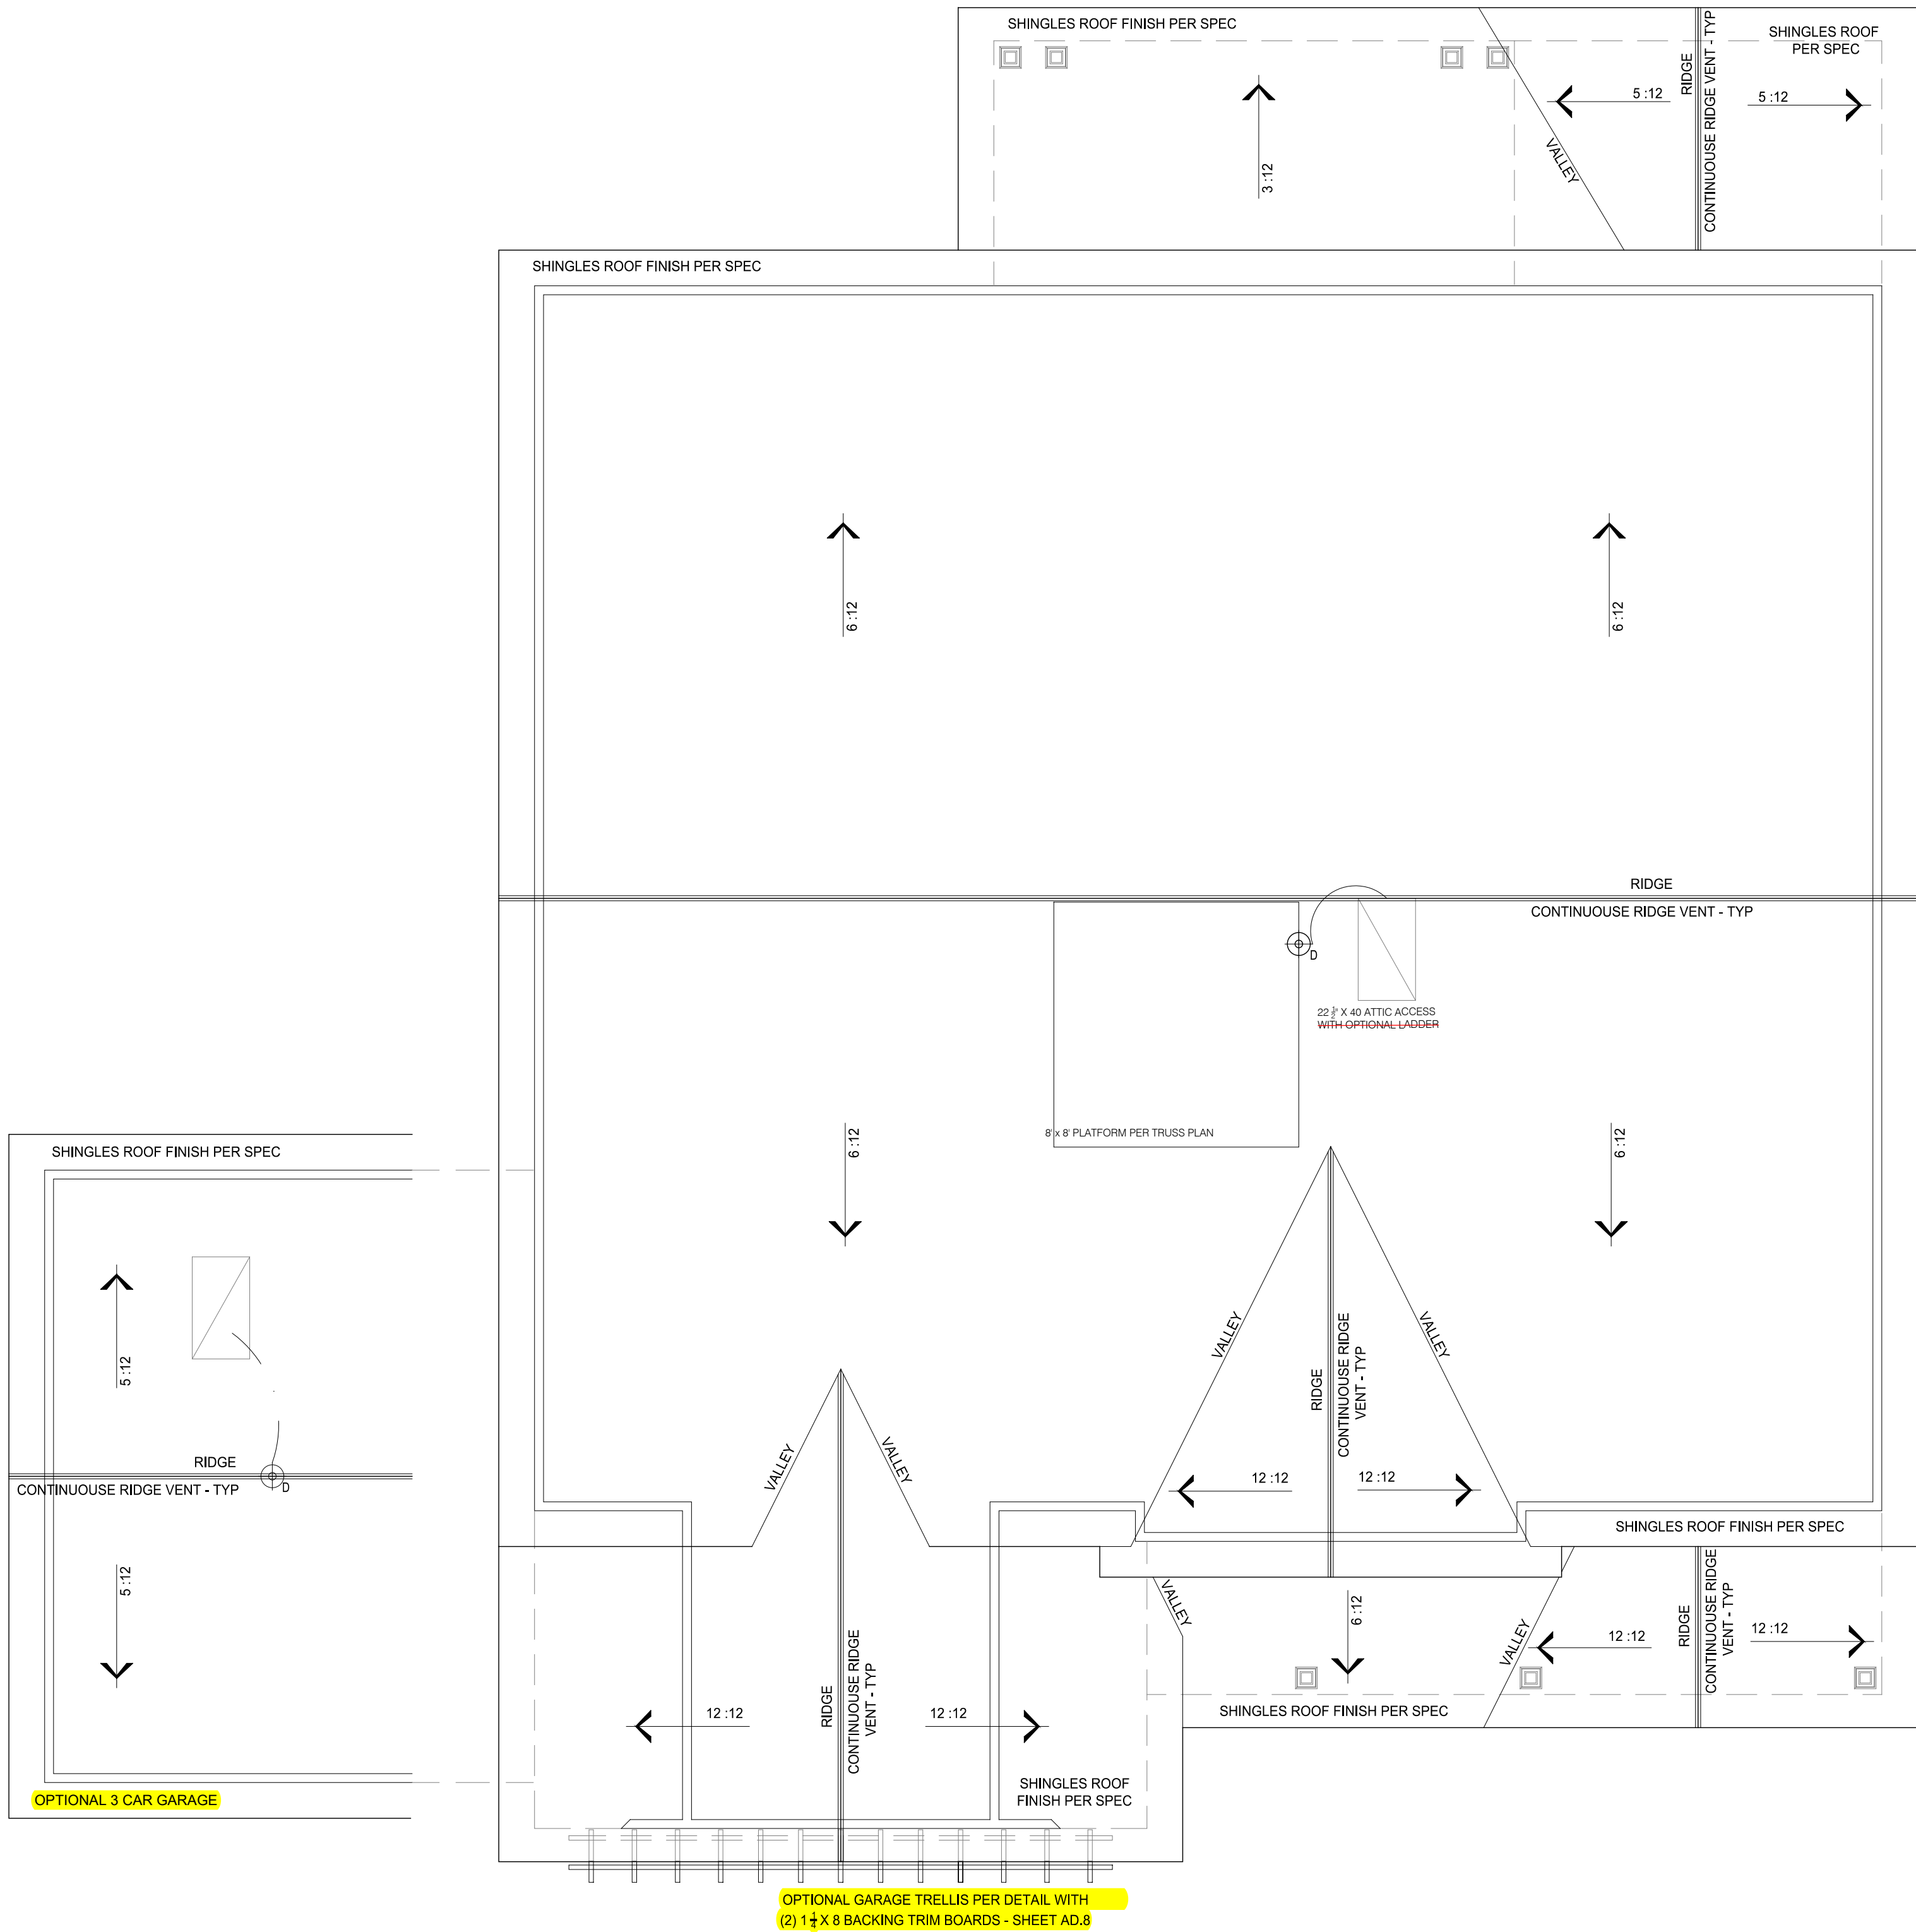 SHINGLES ROOF FINISH PER SPEC
RIDGE
CONTINUOUSE RIDGE VENT - TYP
SHINGLES ROOF
PER SPEC
5 :12
5 :12
3 :12
VALLEY
SHINGLES ROOF FINISH PER SPEC
6 :12
6 :12
RIDGE
CONTINUOUSE RIDGE VENT - TYP
D
22 1/2" X 40 ATTIC ACCESS
WITH OPTIONAL LADDER
8' x 8' PLATFORM PER TRUSS PLAN
6 :12
6 :12
SHINGLES ROOF FINISH PER SPEC
5 :12
RIDGE
CONTINUOUSE RIDGE VENT - TYP
D
5 :12
OPTIONAL 3 CAR GARAGE
VALLEY
VALLEY
VALLEY
RIDGE
CONTINUOUSE RIDGE
VENT - TYP
VALLEY
12 :12
12 :12
SHINGLES ROOF FINISH PER SPEC
VALLEY
6 :12
VALLEY
12 :12
RIDGE
CONTINUOUSE RIDGE
VENT - TYP
12 :12
SHINGLES ROOF FINISH PER SPEC
12 :12
RIDGE
CONTINUOUSE RIDGE
VENT - TYP
12 :12
SHINGLES ROOF
FINISH PER SPEC
OPTIONAL GARAGE TRELLIS PER DETAIL WITH
(2) 1 1/4 X 8 BACKING TRIM BOARDS - SHEET AD.8